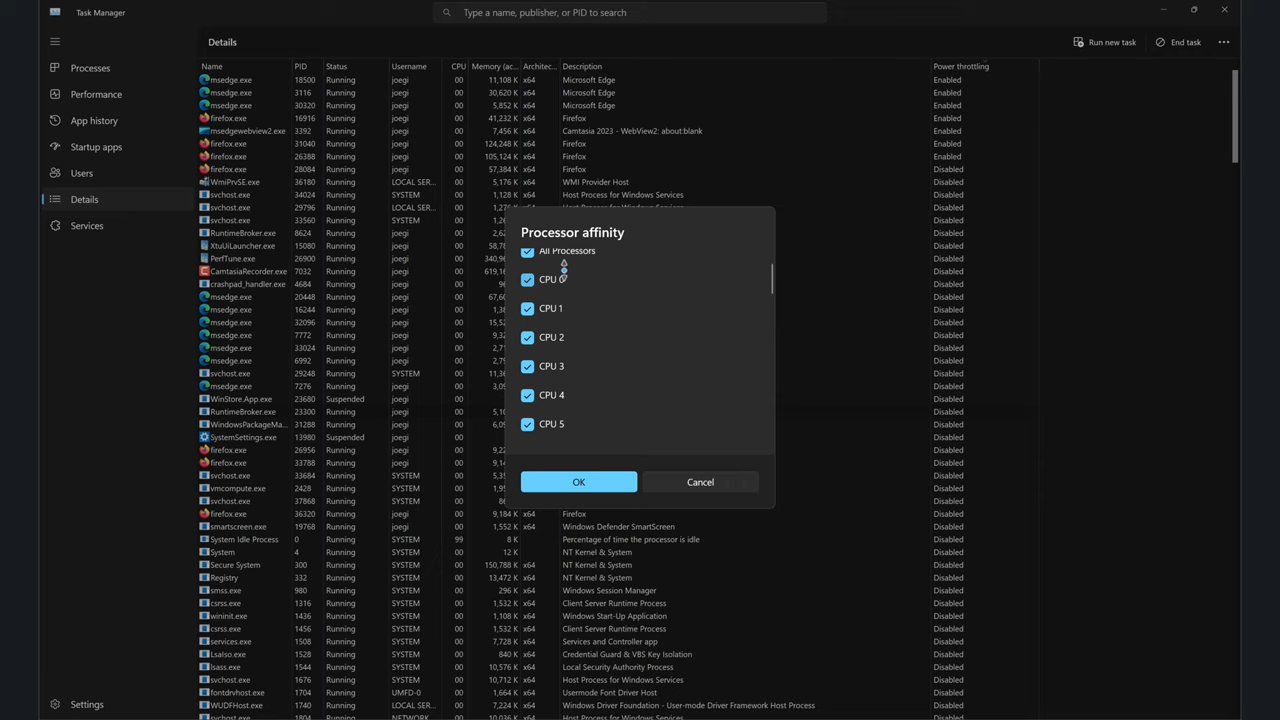 Task Manager
Type a name, publisher, or PID to search
Details
Run new task
End task
Processes
Performance
App history
Startup apps
Users
Details
Services
Settings
Name PID Status Username CPU Memory (ac... Architec... Description Power throttling
msedge.exe 18500 Running joegi 00 11,108 K x64 Microsoft Edge Enabled
msedge.exe 3116 Running joegi 00 30,620 K x64 Microsoft Edge Enabled
msedge.exe 30320 Running joegi 00 5,852 K x64 Microsoft Edge Enabled
firefox.exe 16916 Running joegi 00 41,232 K x64 Firefox Enabled
msedgewebview2.exe 3392 Running joegi 00 7,456 K x64 Camtasia 2023 - WebView2: about:blank Enabled
firefox.exe 31040 Running joegi 00 124,248 K x64 Firefox Enabled
firefox.exe 26388 Running joegi 00 105,124 K x64 Firefox Enabled
firefox.exe 28084 Running joegi 00 57,384 K x64 Firefox Disabled
WmiPrvSE.exe 36180 Running LOCAL SER... 00 5,176 K x64 WMI Provider Host Disabled
svchost.exe 34024 Running SYSTEM 00 1,128 K x64 Host Process for Windows Services Disabled
svchost.exe 29796 Running LOCAL SER... 00 Host Process for Windows Services Disabled
svchost.exe 33560 Running SYSTEM 00 Disabled
RuntimeBroker.exe 8624 Running joegi 00 Disabled
XtuUiLauncher.exe 15080 Running joegi 00 Disabled
PerfTune.exe 26900 Running joegi 00 Disabled
CamtasiaRecorder.exe 7032 Running joegi 00 Disabled
crashpad_handler.exe 4684 Running joegi 00 Disabled
msedge.exe 20448 Running joegi 00 Disabled
msedge.exe 16244 Running joegi 00 Disabled
msedge.exe 32096 Running joegi 00 Disabled
msedge.exe 7772 Running joegi 00 Disabled
msedge.exe 33024 Running joegi 00 Disabled
msedge.exe 6992 Running joegi 00 Disabled
svchost.exe 29248 Running SYSTEM 00 Disabled
msedge.exe 7276 Running joegi 00 Disabled
WinStore.App.exe 23680 Suspended joegi 00 Disabled
RuntimeBroker.exe 23300 Running joegi 00 Disabled
WindowsPackageMa... 31288 Running joegi 00 Disabled
SystemSettings.exe 13980 Suspended joegi 00 Disabled
firefox.exe 26956 Running joegi 00 Disabled
firefox.exe 33788 Running joegi 00 Disabled
svchost.exe 33684 Running SYSTEM 00 Disabled
vmcompute.exe 2428 Running SYSTEM 00 Disabled
svchost.exe 37868 Running SYSTEM 00 Disabled
firefox.exe 36320 Running joegi 00 9,184 K x64 Firefox Disabled
smartscreen.exe 19768 Running joegi 00 1,552 K x64 Windows Defender SmartScreen Disabled
System Idle Process 0 Running SYSTEM 99 8 K Percentage of time the processor is idle Disabled
System 4 Running SYSTEM 00 12 K NT Kernel & System Disabled
Secure System 300 Running SYSTEM 00 150,788 K x64 NT Kernel & System Disabled
Registry 332 Running SYSTEM 00 13,472 K x64 NT Kernel & System Disabled
smss.exe 980 Running SYSTEM 00 296 K x64 Windows Session Manager Disabled
csrss.exe 1316 Running SYSTEM 00 1,532 K x64 Client Server Runtime Process Disabled
wininit.exe 1436 Running SYSTEM 00 1,108 K x64 Windows Start-Up Application Disabled
csrss.exe 1456 Running SYSTEM 00 1,532 K x64 Client Server Runtime Process Disabled
services.exe 1508 Running SYSTEM 00 7,728 K x64 Services and Controller app Disabled
LsaIso.exe 1528 Running SYSTEM 00 840 K x64 Credential Guard & VBS Key Isolation Disabled
lsass.exe 1544 Running SYSTEM 00 10,576 K x64 Local Security Authority Process Disabled
svchost.exe 1676 Running SYSTEM 00 10,712 K x64 Host Process for Windows Services Disabled
fontdrvhost.exe 1704 Running UMFD-0 00 1,664 K x64 Usermode Font Driver Host Disabled
WUDFHost.exe 1740 Running LOCAL SER... 00 7,224 K x64 Windows Driver Foundation - User-mode Driver Framework Host Process Disabled
svchost.exe 1804 Running NETWORK... 00 10,036 K x64 Host Process for Windows Services Disabled
Processor affinity
All Processors
CPU 0
CPU 1
CPU 2
CPU 3
CPU 4
CPU 5
OK
Cancel